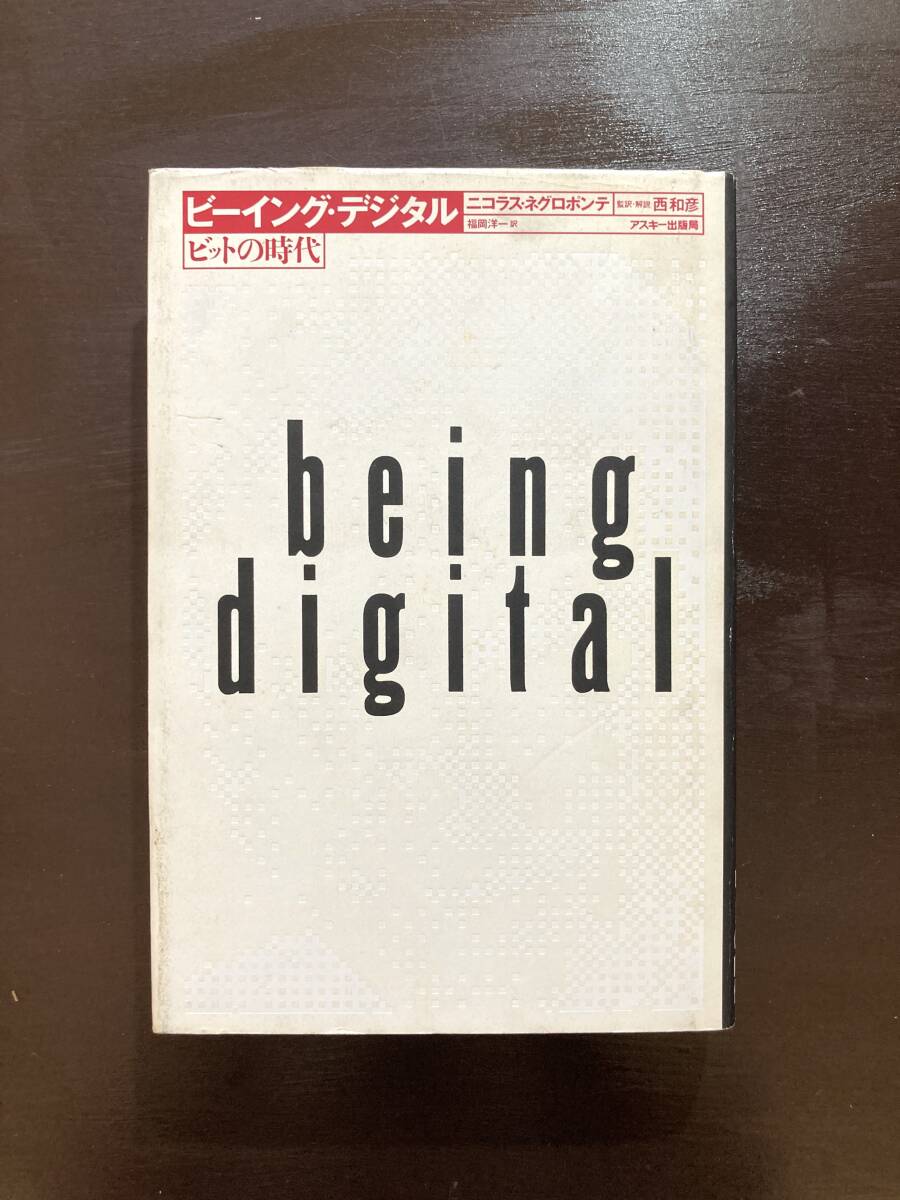 ビーイング・デジタル
ビットの時代
ニコラス・ネグロポンテ
監訳・解説 西和彦
福岡洋一 訳
アスキー出版局
being
digital